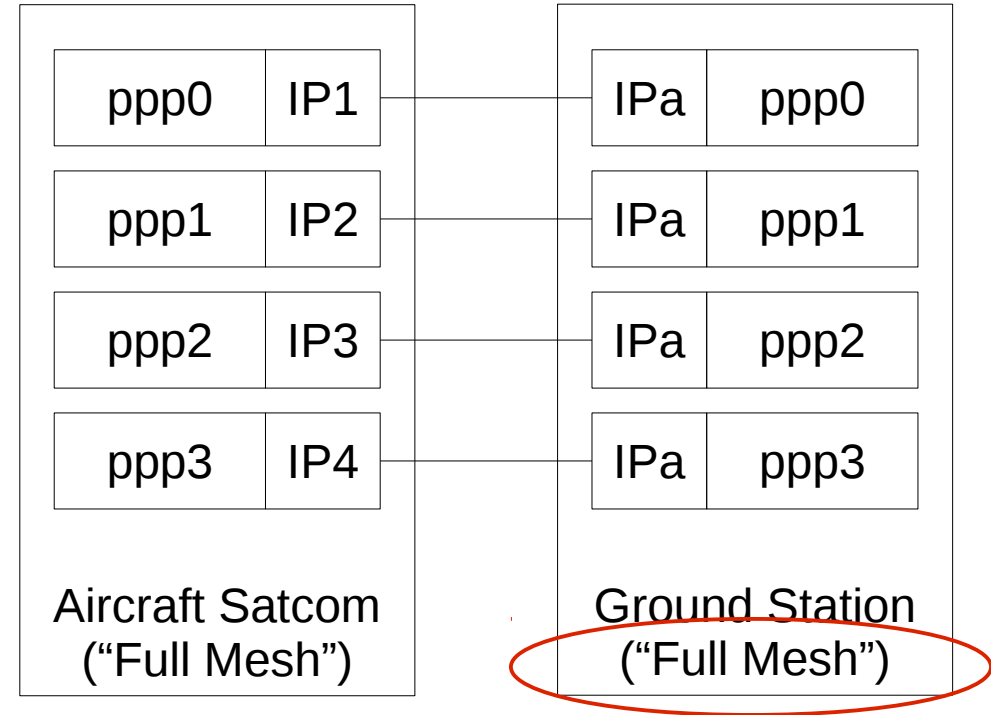 ppp0 IP1 IPa ppp0
ppp1 IP2 IPa ppp1
ppp2 IP3 IPa ppp2
ppp3 IP4 IPa ppp3
Aircraft Satcom
(“Full Mesh”)
Ground Station
(“Full Mesh”)